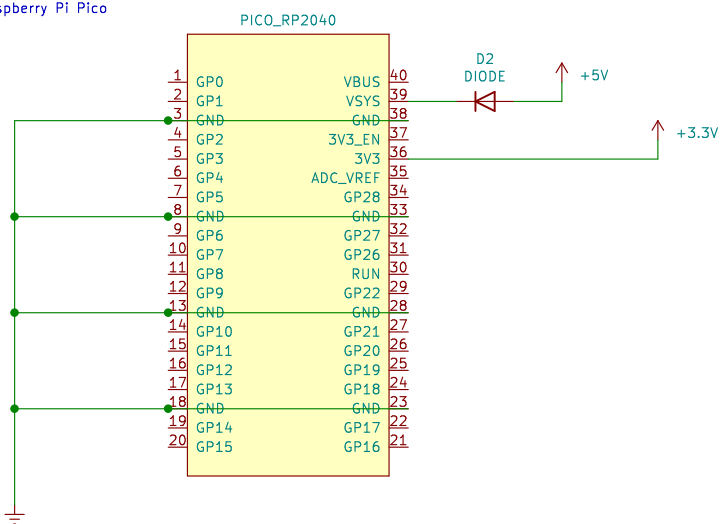 spberry Pi Pico
PICO_RP2040
1 GP0 VBUS 40
2 GP1 VSYS 39
3 GND GND 38
4 GP2 3V3_EN 37
5 GP3 3V3 36
6 GP4 ADC_VREF 35
7 GP5 GP28 34
8 GND GND 33
9 GP6 GP27 32
10 GP7 GP26 31
11 GP8 RUN 30
12 GP9 GP22 29
13 GND GND 28
14 GP10 GP21 27
15 GP11 GP20 26
16 GP12 GP19 25
17 GP13 GP18 24
18 GND GND 23
19 GP14 GP17 22
20 GP15 GP16 21
D2
DIODE
+5V
+3.3V